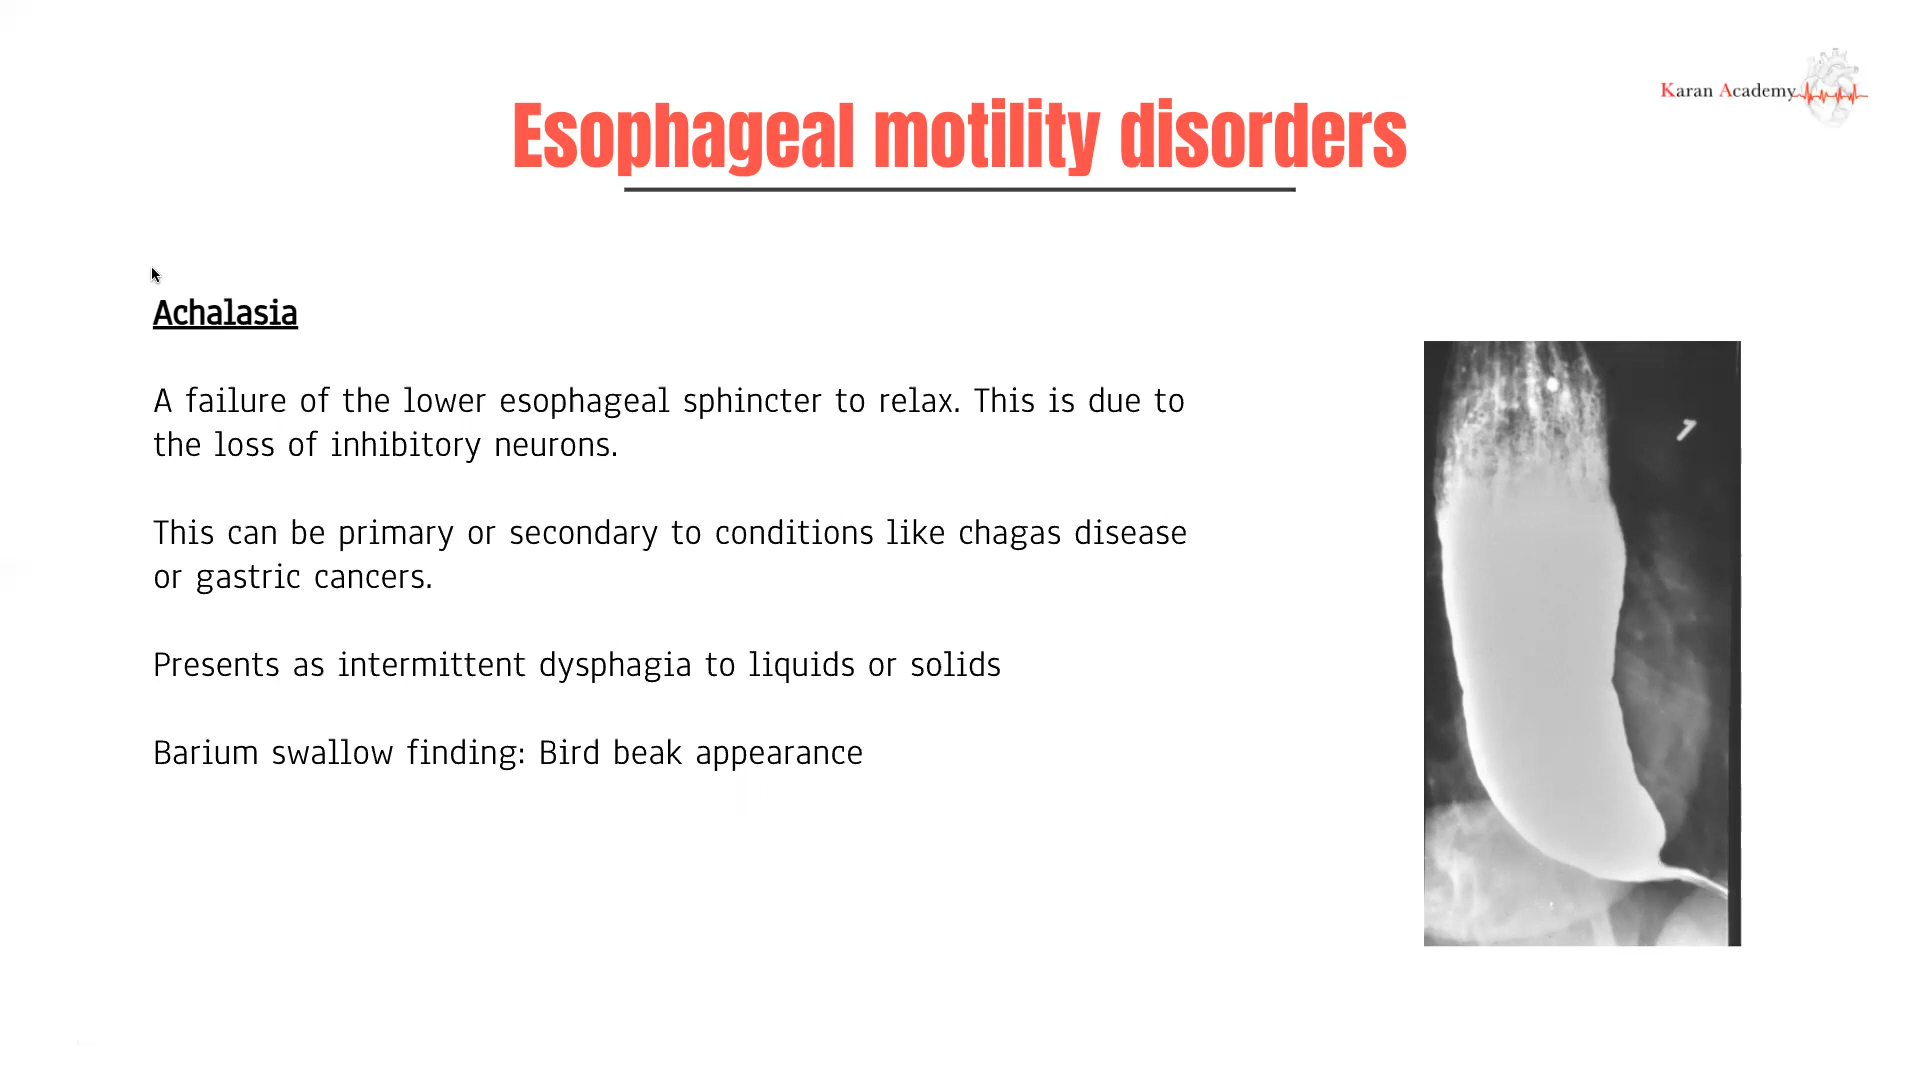 Karan Academy
Esophageal motility disorders
Achalasia
A failure of the lower esophageal sphincter to relax. This is due to
the loss of inhibitory neurons.
This can be primary or secondary to conditions like chagas disease
or gastric cancers.
Presents as intermittent dysphagia to liquids or solids
Barium swallow finding: Bird beak appearance